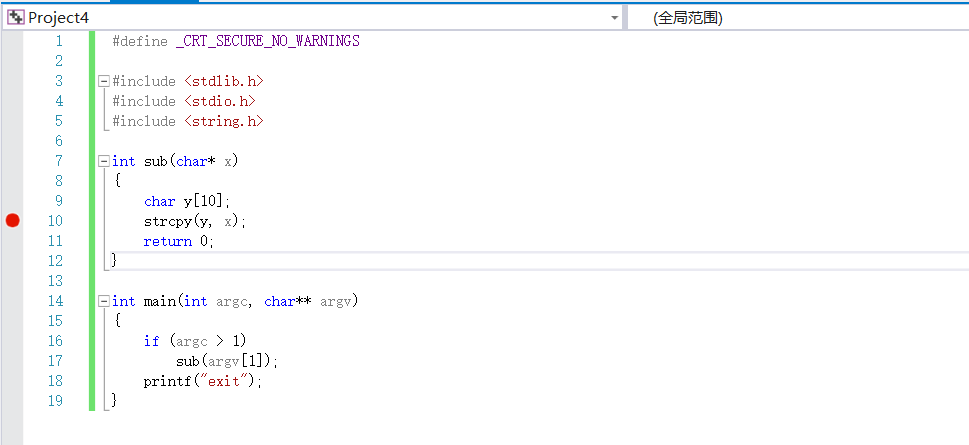 Project4 (全局范围)
1 #define _CRT_SECURE_NO_WARNINGS
2
3 #include <stdlib.h>
4 #include <stdio.h>
5 #include <string.h>
6
7 int sub(char* x)
8 {
9 char y[10];
10 strcpy(y, x);
11 return 0;
12 }
13
14 int main(int argc, char** argv)
15 {
16 if (argc > 1)
17 sub(argv[1]);
18 printf("exit");
19 }